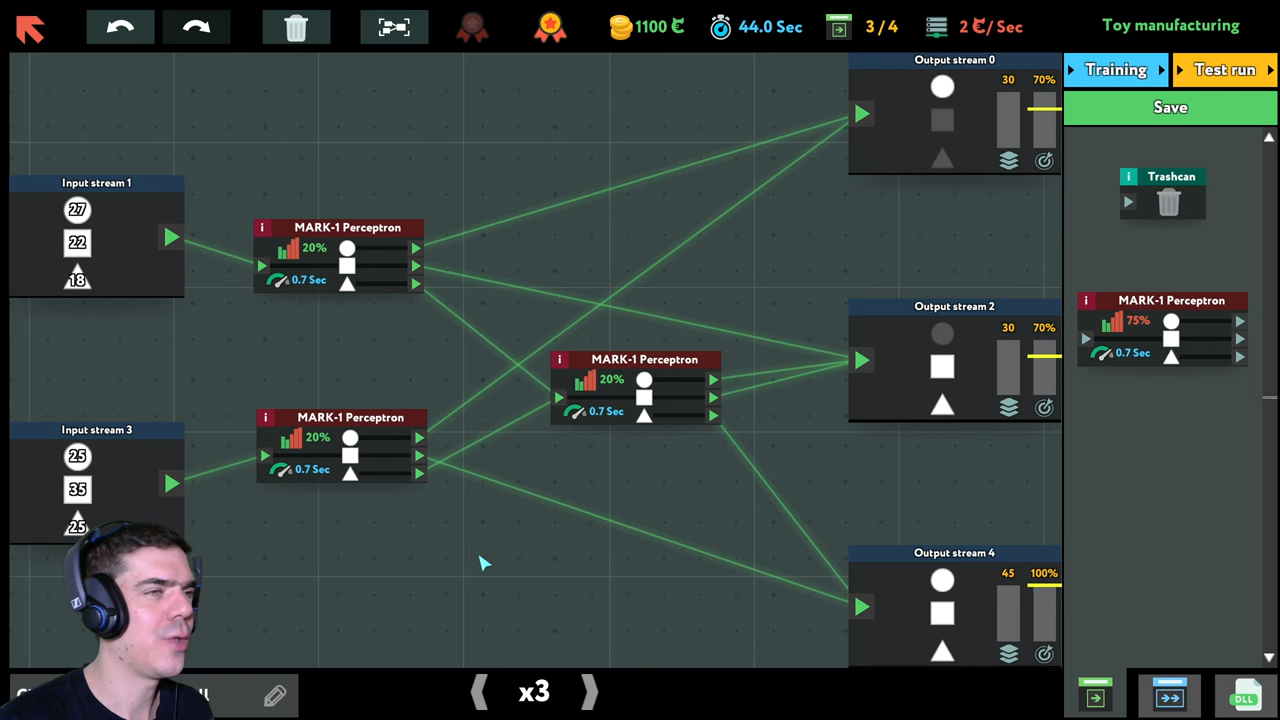 1100 €
44.0 Sec
3 / 4
2 €/Sec
Toy manufacturing
Training
Test run
Save
Trashcan
MARK-1 Perceptron
75%
0.7 Sec
Input stream 1
27
22
18
MARK-1 Perceptron
20%
0.7 Sec
Input stream 3
25
35
25
MARK-1 Perceptron
20%
0.7 Sec
MARK-1 Perceptron
20%
0.7 Sec
Output stream 0
30 70%
Output stream 2
30 70%
Output stream 4
45 100%
x3
DLL